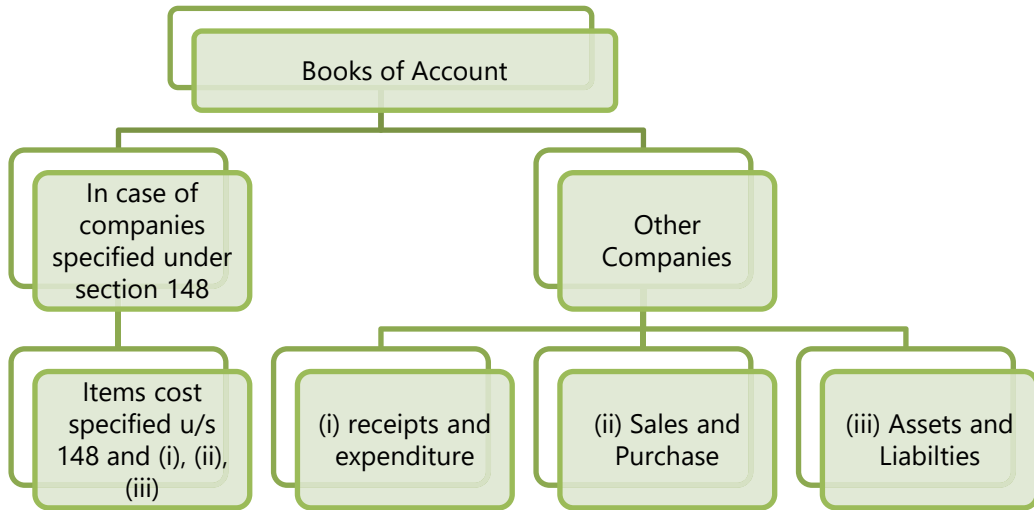 Books of Account
In case of
companies
specified under
section 148
Other
Companies
Items cost
specified u/s
148 and (i), (ii),
(iii)
(i) receipts and
expenditure
(ii) Sales and
Purchase
(iii) Assets and
Liabilties